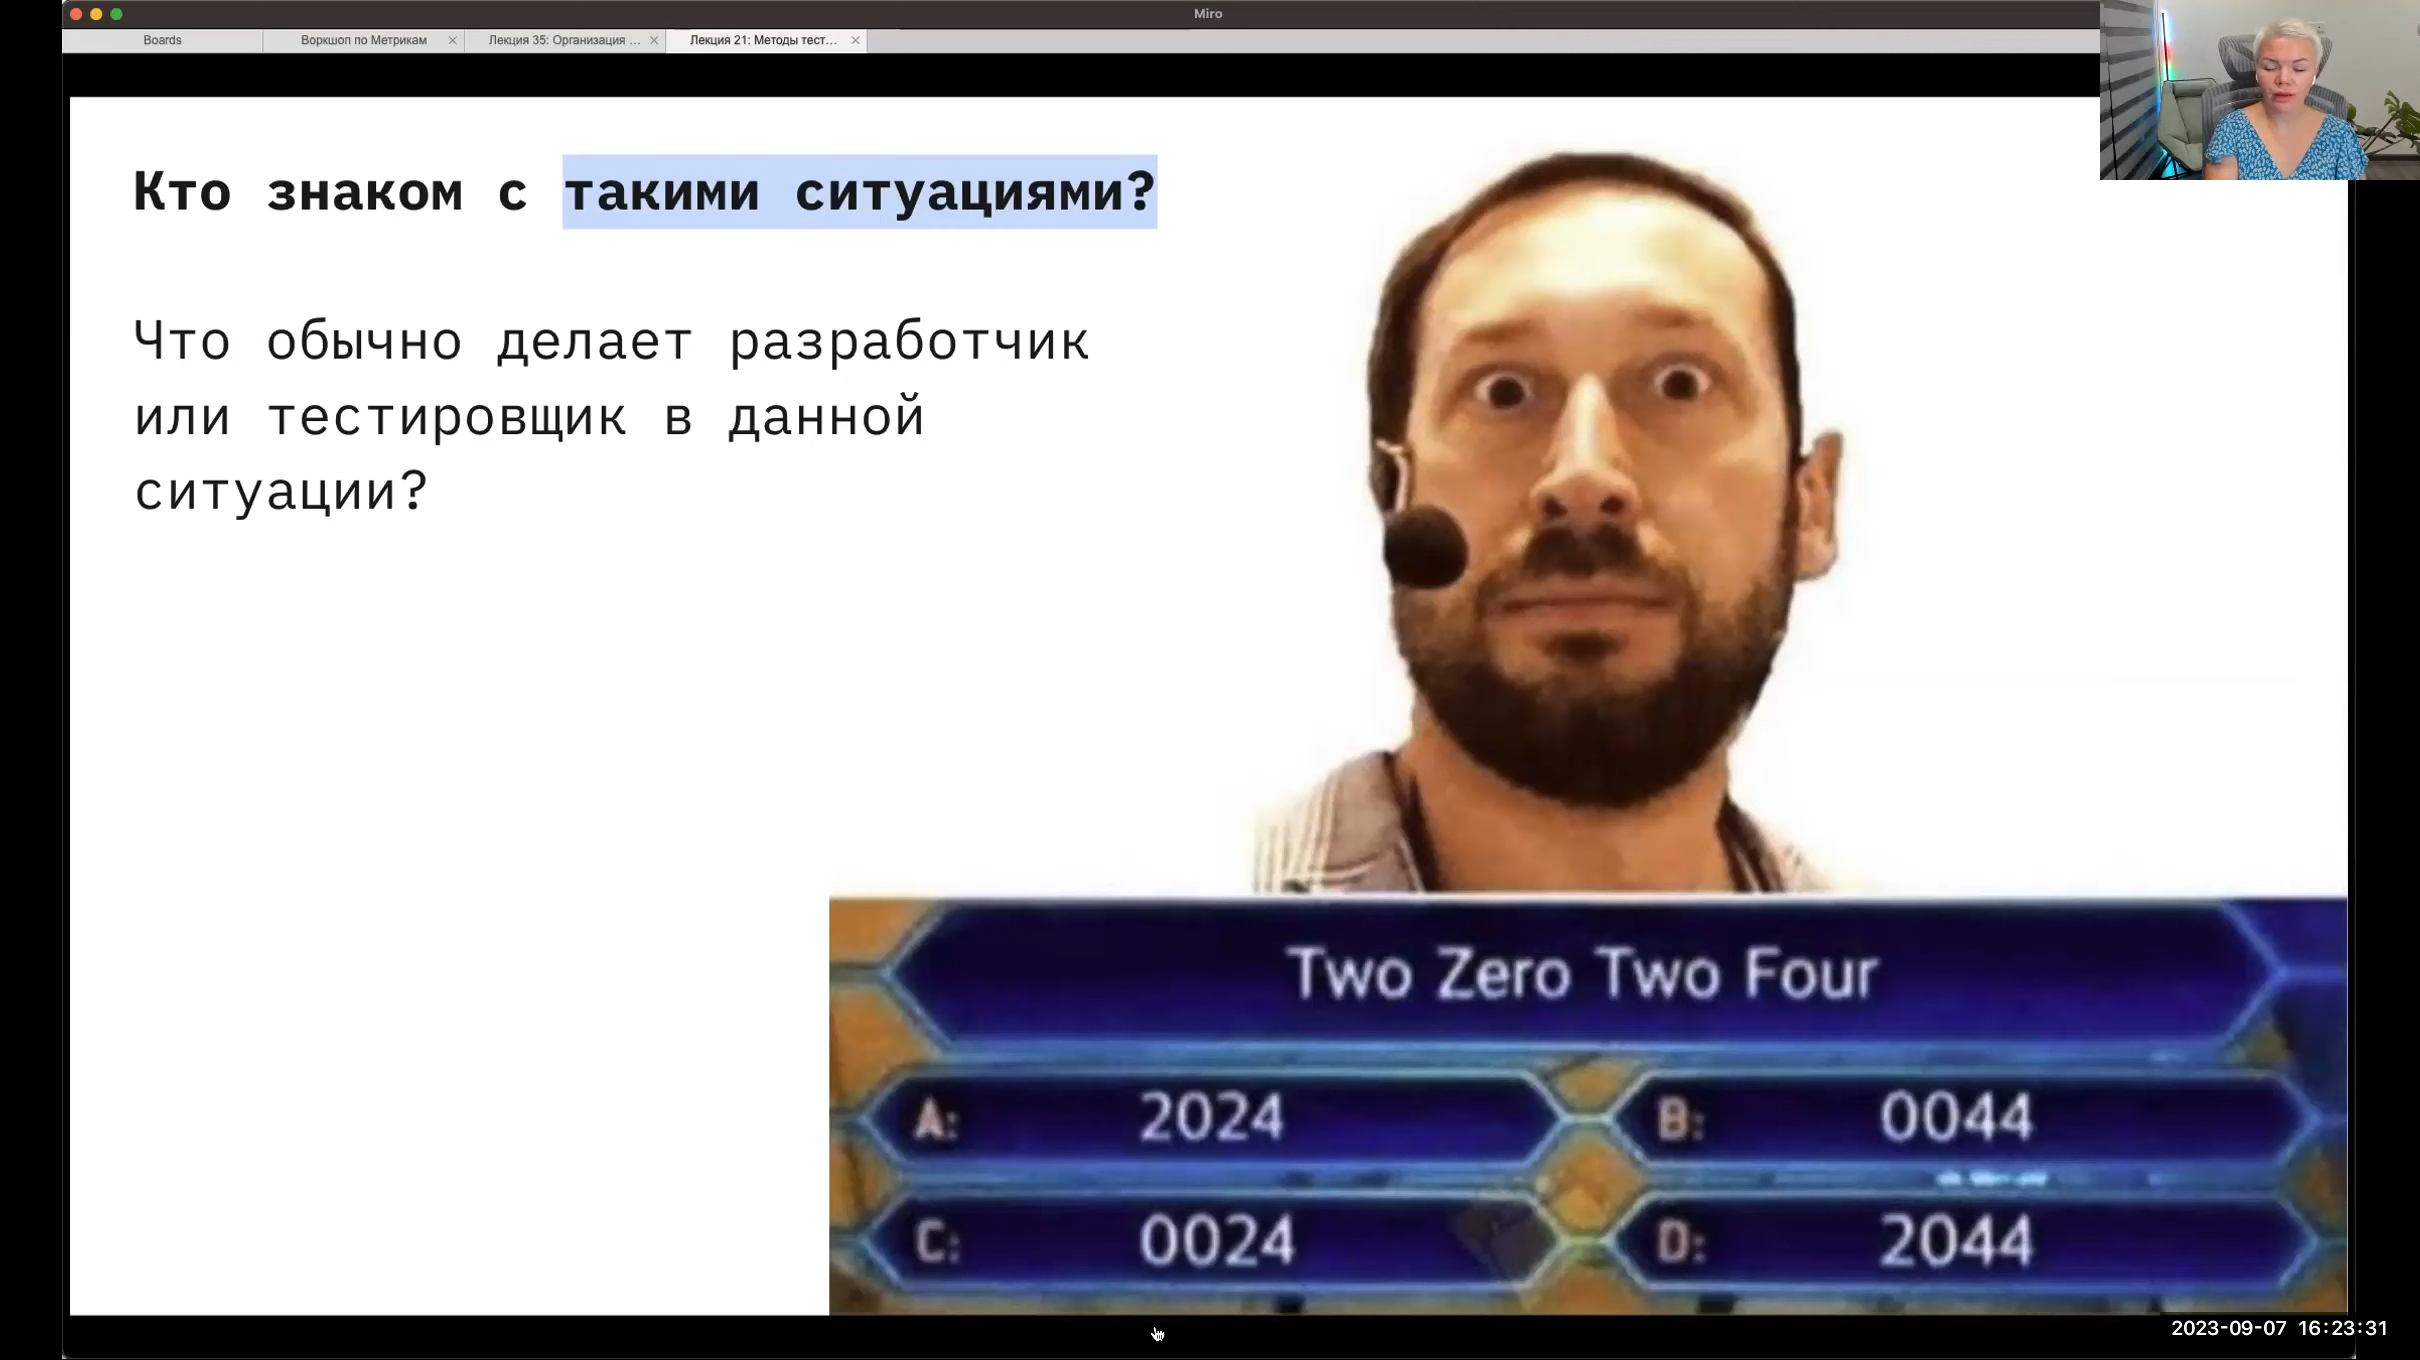 Miro
Boards
Воркшоп по Метрикам
Лекция 35: Организация ...
Лекция 21: Методы тест...
Кто знаком с такими ситуациями?
Что обычно делает разработчик
или тестировщик в данной
ситуации?
Two Zero Two Four
A: 2024
B: 0044
C: 0024
D: 2044
2023-09-07 16:23:31